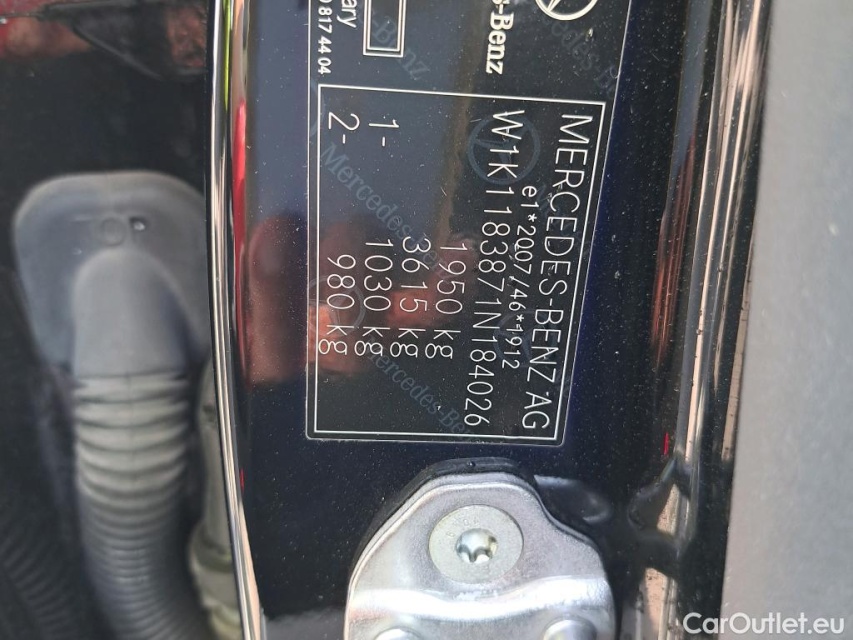 s-Benz
ary
0 817 44 04
MERCEDES-BENZ AG
e1*2007/46*1912
W1K1183871N184026
1950 kg
3615 kg
1- 1030 kg
2- 980 kg
CarOutlet.eu